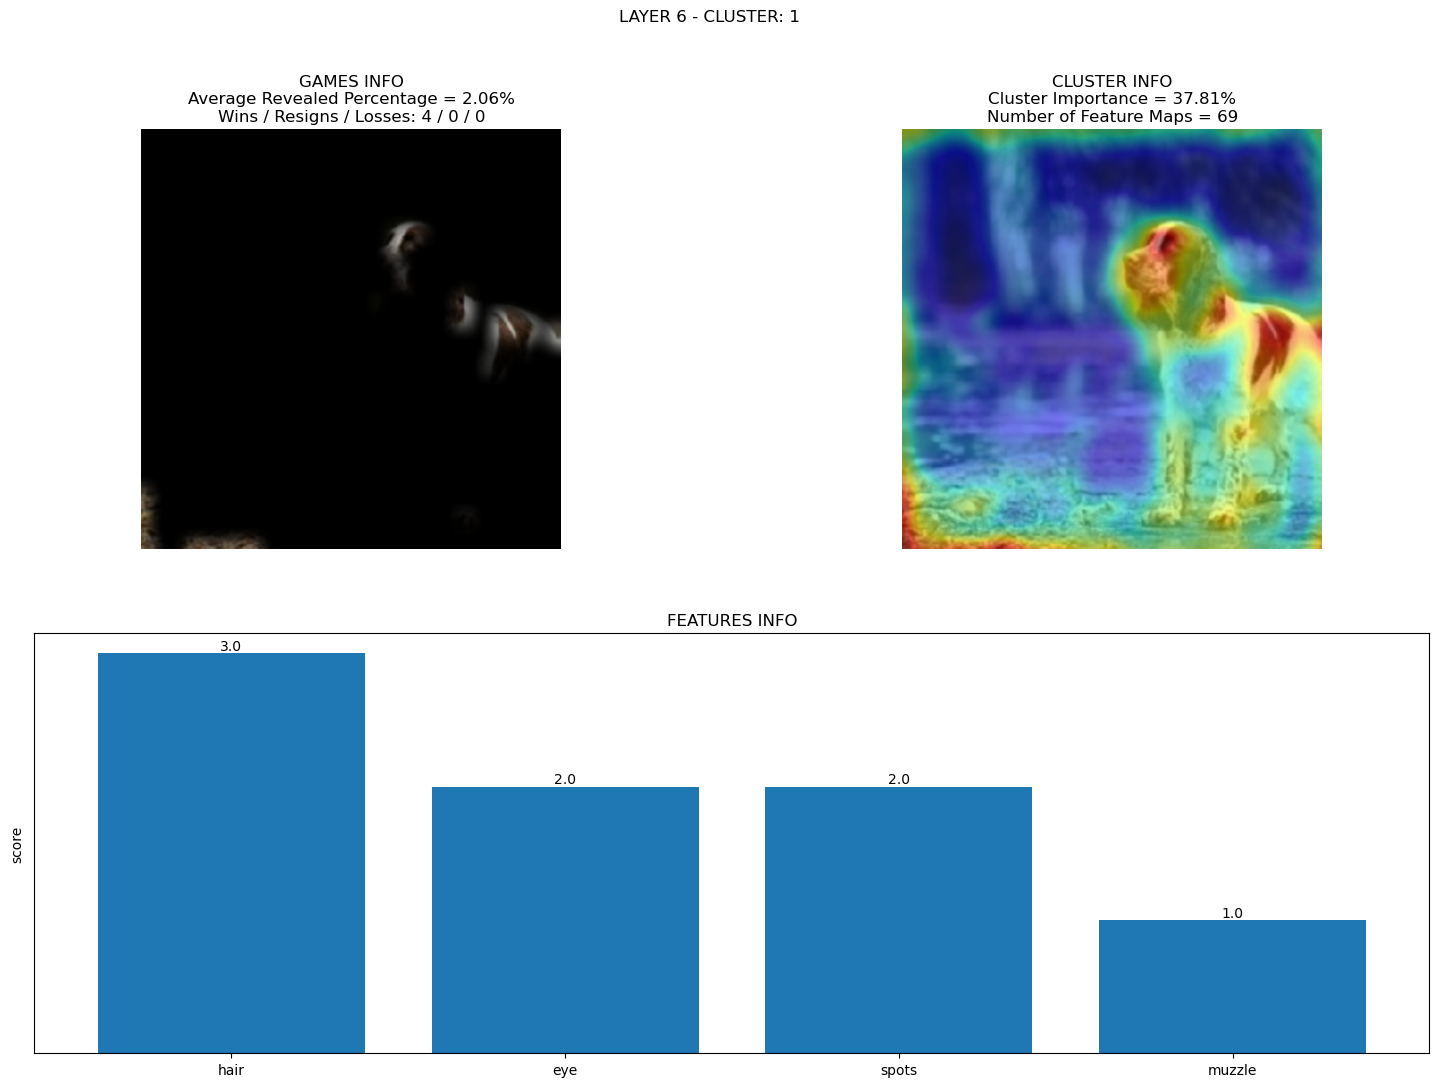 LAYER 6 - CLUSTER: 1
GAMES INFO
Average Revealed Percentage = 2.06%
Wins / Resigns / Losses: 4 / 0 / 0
CLUSTER INFO
Cluster Importance = 37.81%
Number of Feature Maps = 69
FEATURES INFO
score
3.0
2.0
2.0
1.0
hair
eye
spots
muzzle